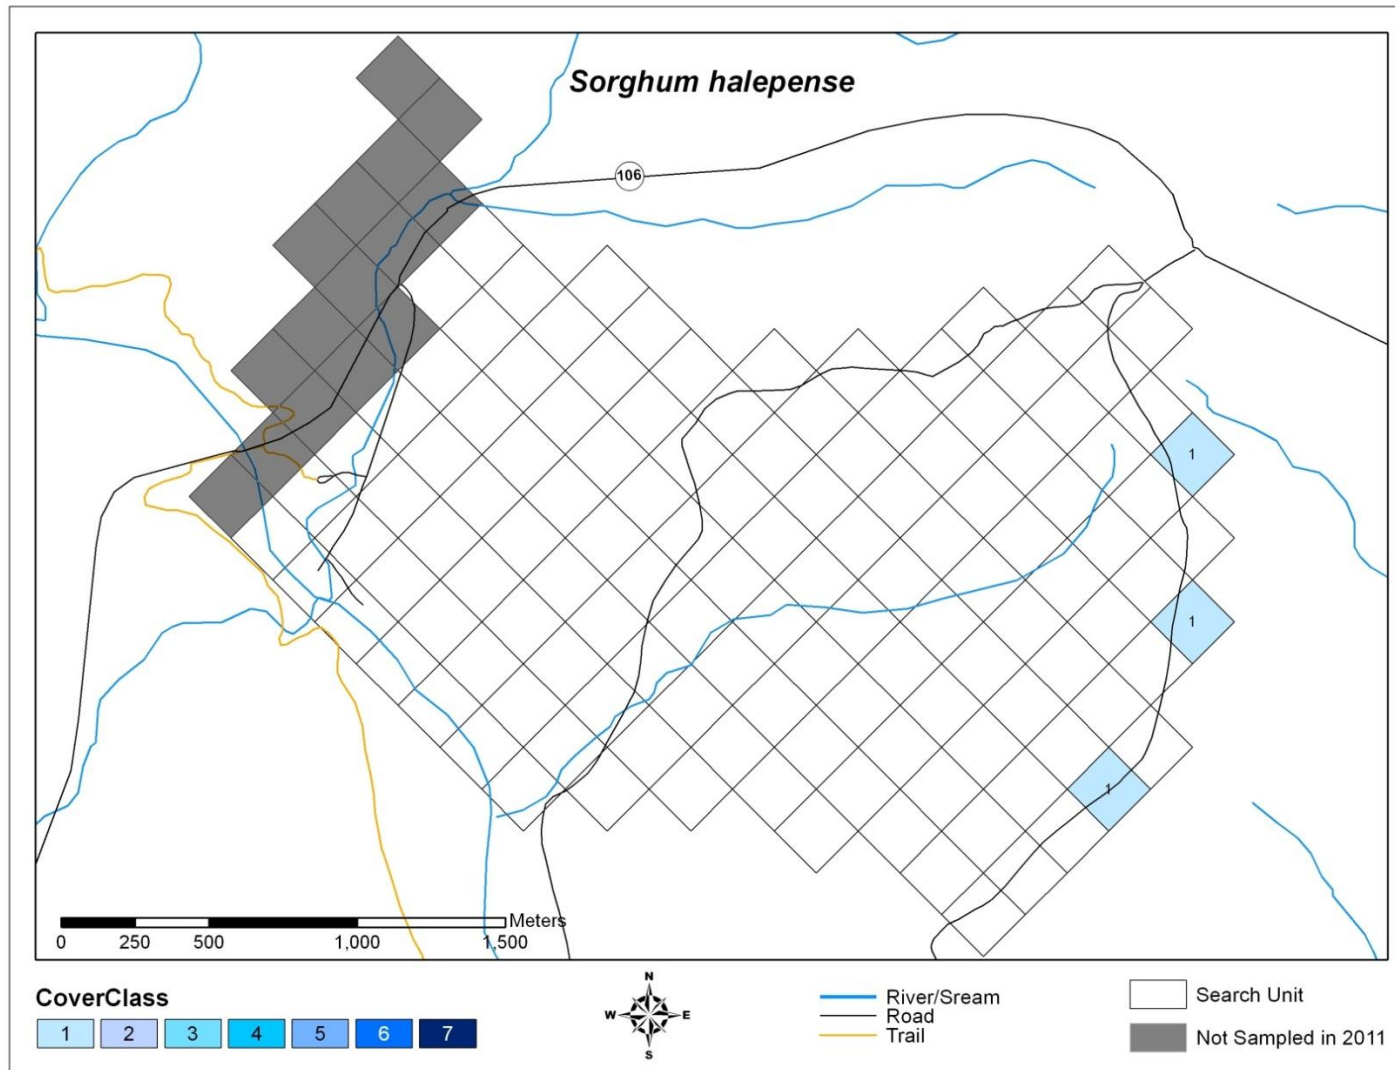 Sorghum halepense
106
1
1
1
Meters
0 250 500 1,000 1,500
CoverClass
1 2 3 4 5 6 7
N
W E
S
River/Sream
Road
Trail
Search Unit
Not Sampled in 2011